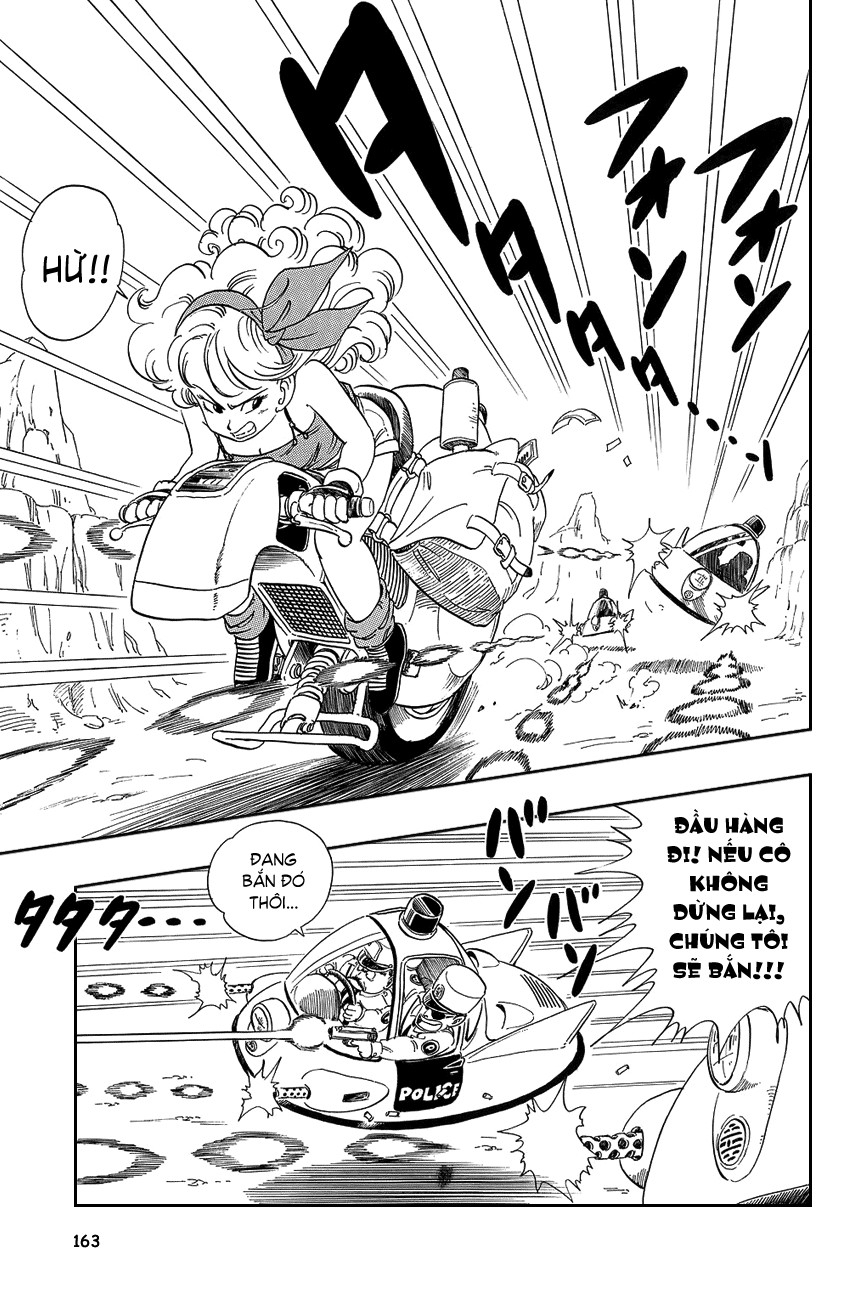 フォンフォン
タタタタタ・・・・
HỪ!!
ĐẦU HÀNG
ĐI! NẾU CÔ
KHÔNG
DỪNG LẠI,
CHÚNG TÔI
SẼ BẮN!!!
バンバン
ĐANG
BẮN ĐÓ
THÔI...
タタタ・・・
POLICE
163